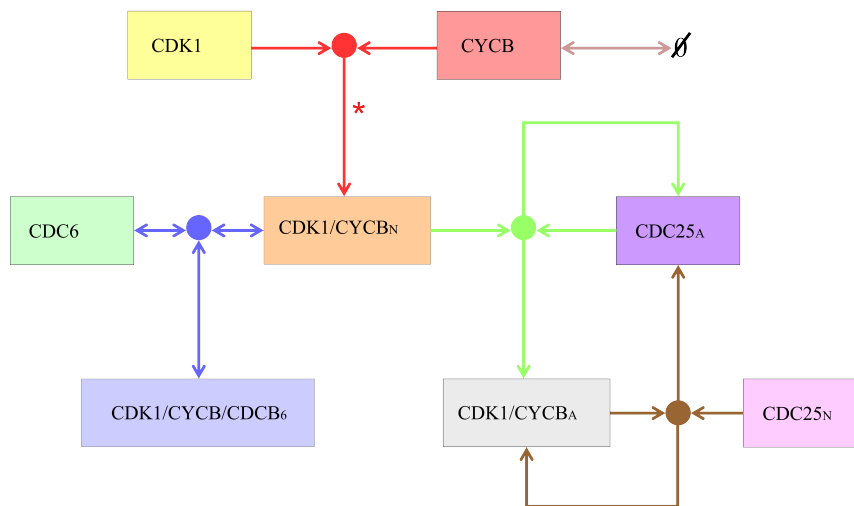 CDK1
CYCB
∅
*
CDC6
CDK1/CYCBN
CDC25A
CDK1/CYCB/CDCB6
CDK1/CYCBA
CDC25N